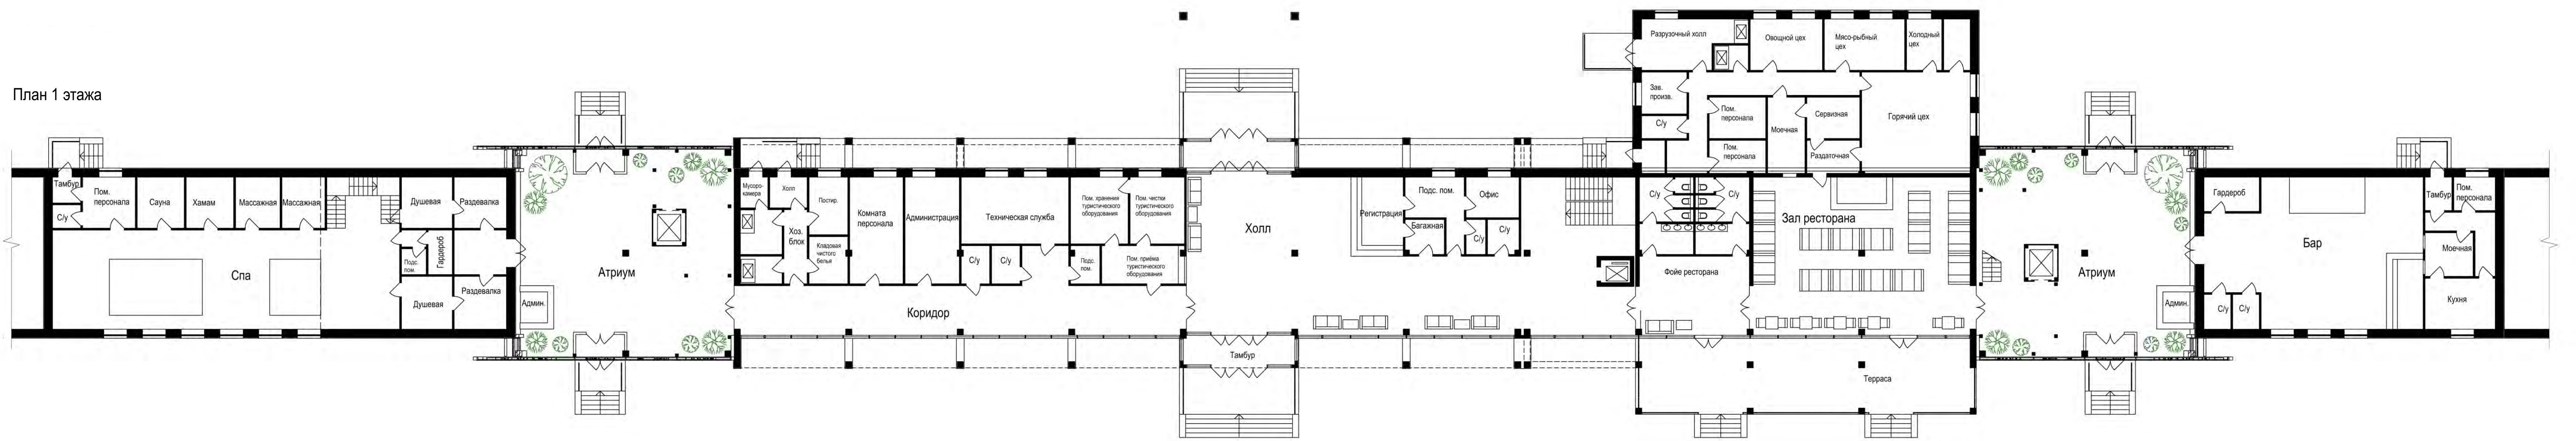 План 1 этажа
Тамбур
С/у
Пом.
персонала
Сауна
Хамам
Массажная
Массажная
Душевая
Раздевалка
Подс.
пом.
Гардероб
Спа
Душевая
Раздевалка
Атриум
Админ.
Мусоро-
камера
Холл
Хоз.
блок
Постир.
Кладовая
чистого
белья
Комната
персонала
Администрация
Техническая служба
С/у
С/у
Пом. хранения
туристического
оборудования
Пом. чистки
туристического
оборудования
Подс.
пом.
Пом. приёма
туристического
оборудования
Коридор
Холл
Тамбур
Регистрация
Подс. пом.
Офис
Багажная
С/у
С/у
Разрузочный холл
Овощной цех
Мясо-рыбный
цех
Холодный
цех
Зав.
произв.
С/у
Пом.
персонала
Пом.
персонала
Моечная
Сервизная
Раздаточная
Горячий цех
С/у
С/у
Фойе ресторана
Зал ресторана
Терраса
Атриум
Админ.
Гардероб
Бар
С/у
С/у
Тамбур
Пом.
персонала
Моечная
Кухня